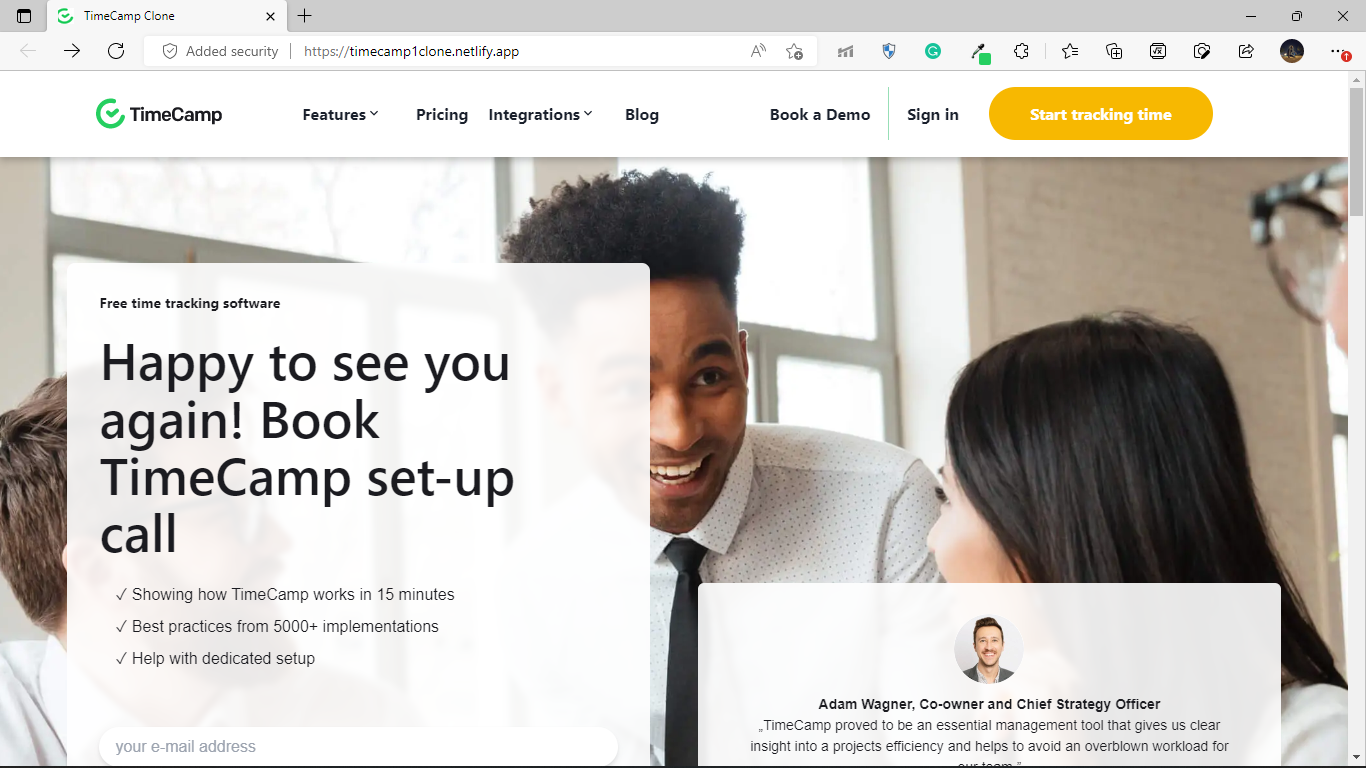 TimeCamp Clone
Added security
https://timecamp1clone.netlify.app
TimeCamp
Features
Pricing
Integrations
Blog
Book a Demo
Sign in
Start tracking time
Free time tracking software
Happy to see you
again! Book
TimeCamp set-up
call
✓ Showing how TimeCamp works in 15 minutes
✓ Best practices from 5000+ implementations
✓ Help with dedicated setup
your e-mail address
Adam Wagner, Co-owner and Chief Strategy Officer
„TimeCamp proved to be an essential management tool that gives us clear
insight into a projects efficiency and helps to avoid an overblown workload for
our team.”